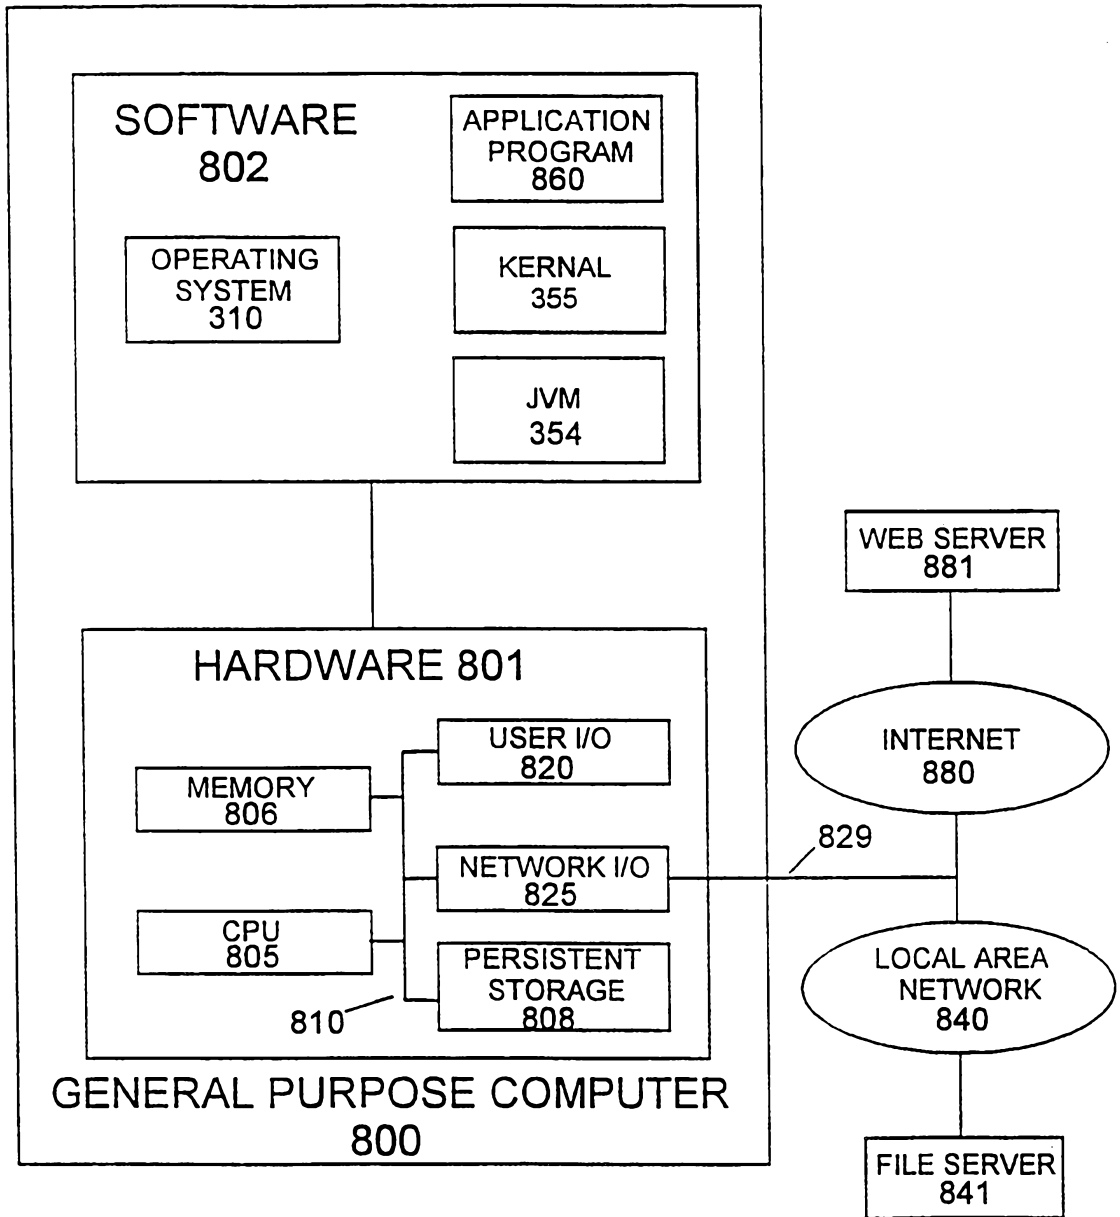 SOFTWARE
802
APPLICATION
PROGRAM
860
OPERATING
SYSTEM
310
KERNAL
355
JVM
354
WEB SERVER
881
HARDWARE 801
USER I/O
820
MEMORY
806
INTERNET
880
829
NETWORK I/O
825
CPU
805
PERSISTENT
STORAGE
808
810
LOCAL AREA
NETWORK
840
GENERAL PURPOSE COMPUTER
800
FILE SERVER
841